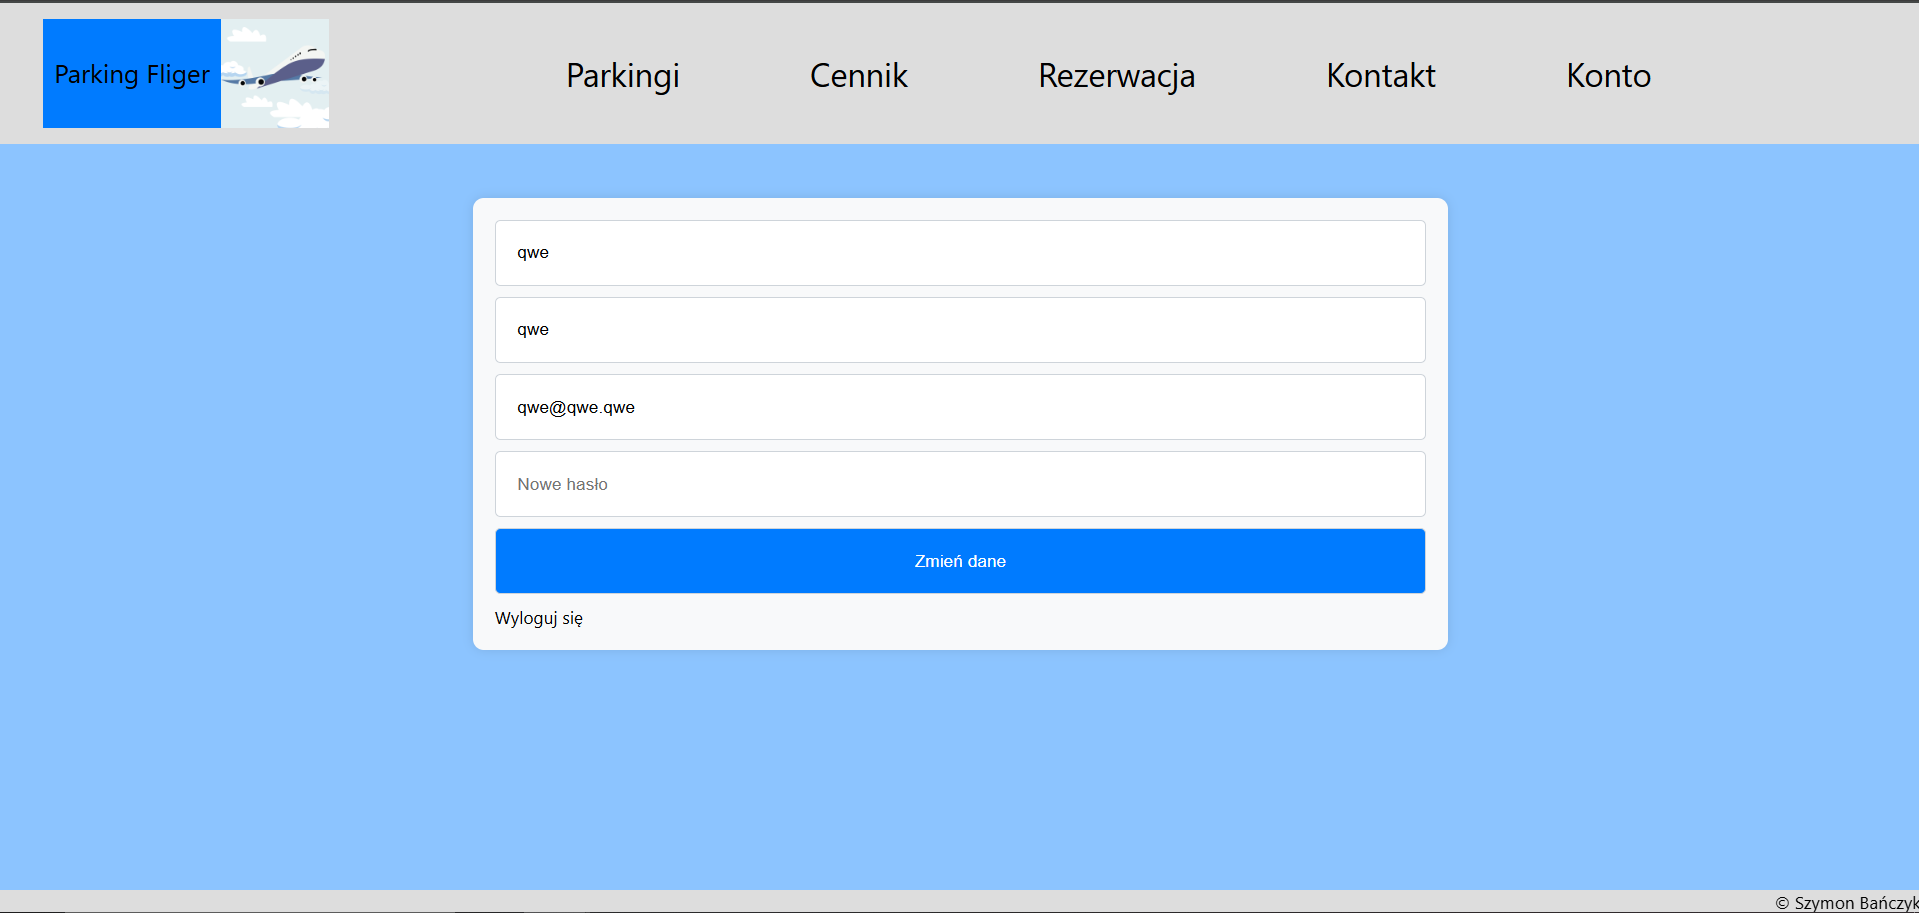 Parking Fliger
Parkingi
Cennik
Rezerwacja
Kontakt
Konto
qwe
qwe
qwe@qwe.qwe
Nowe hasło
Zmień dane
Wyloguj się
© Szymon Bańczyk